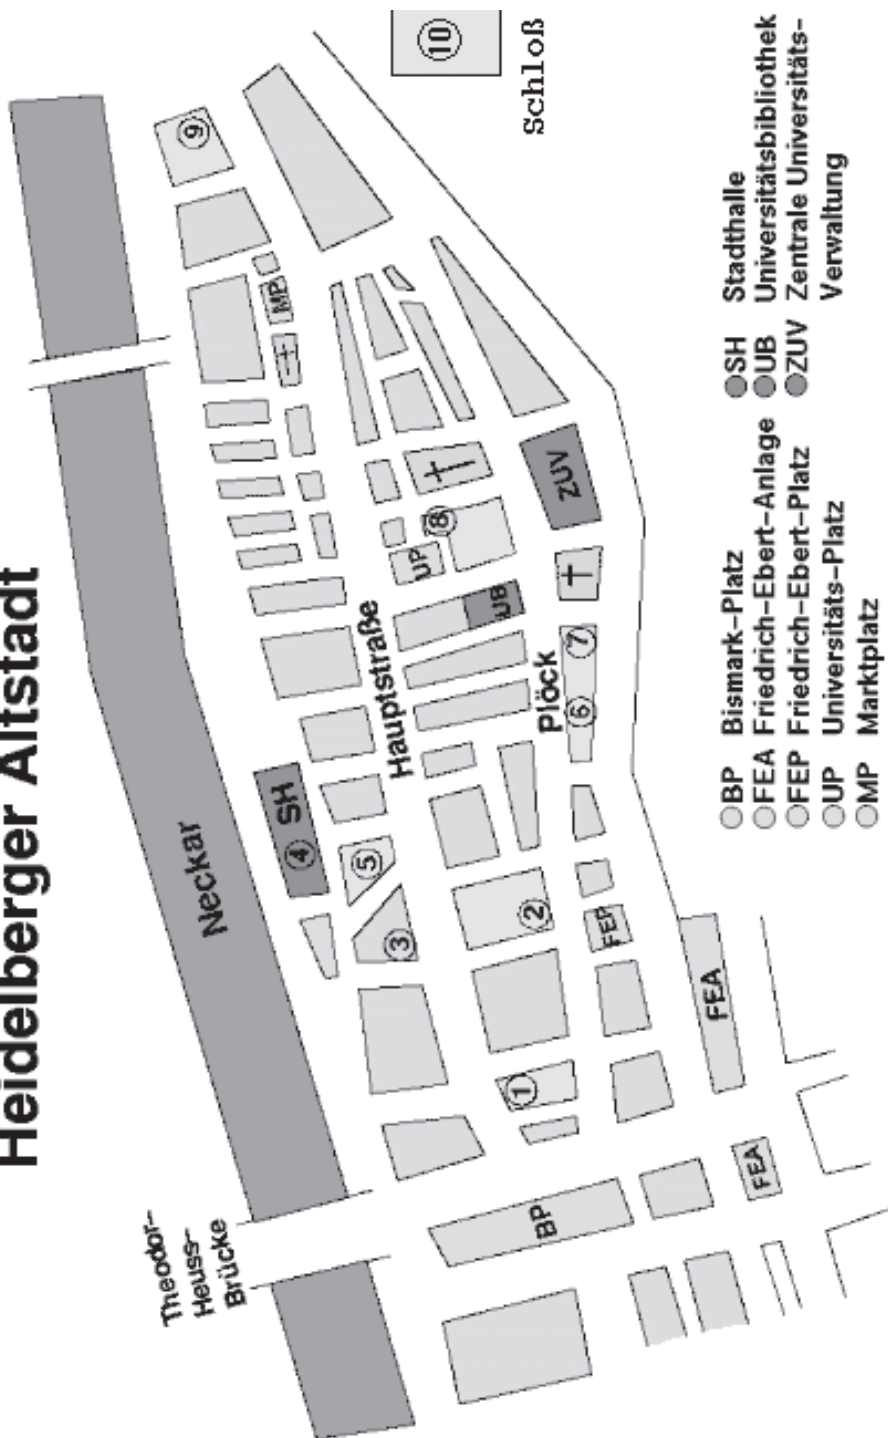 Heidelberger Altstadt
Theodor-
Heuss-
Brücke
Neckar
④ SH
⑤
③
①
②
Hauptstraße
Plöck
⑥
⑦
UB
UP
⑧
ZUV
MP
⑨
⑩
Schloß
BP
FEP
FEA
FEA
BP Bismark-Platz
FEA Friedrich-Ebert-Anlage
FEP Friedrich-Ebert-Platz
UP Universitäts-Platz
MP Marktplatz
SH Stadthalle
UB Universitätsbibliothek
ZUV Zentrale Universitäts-
Verwaltung